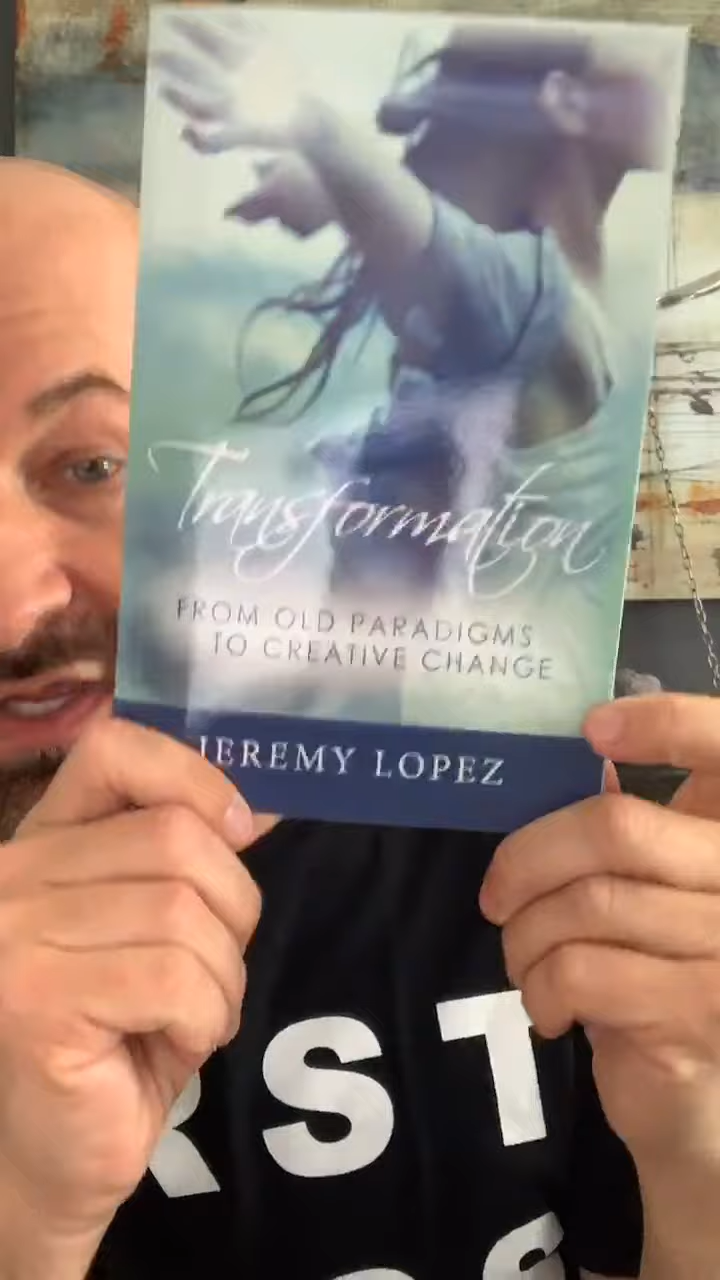 Transformation
FROM OLD PARADIGMS
TO CREATIVE CHANGE
JEREMY LOPEZ
RST